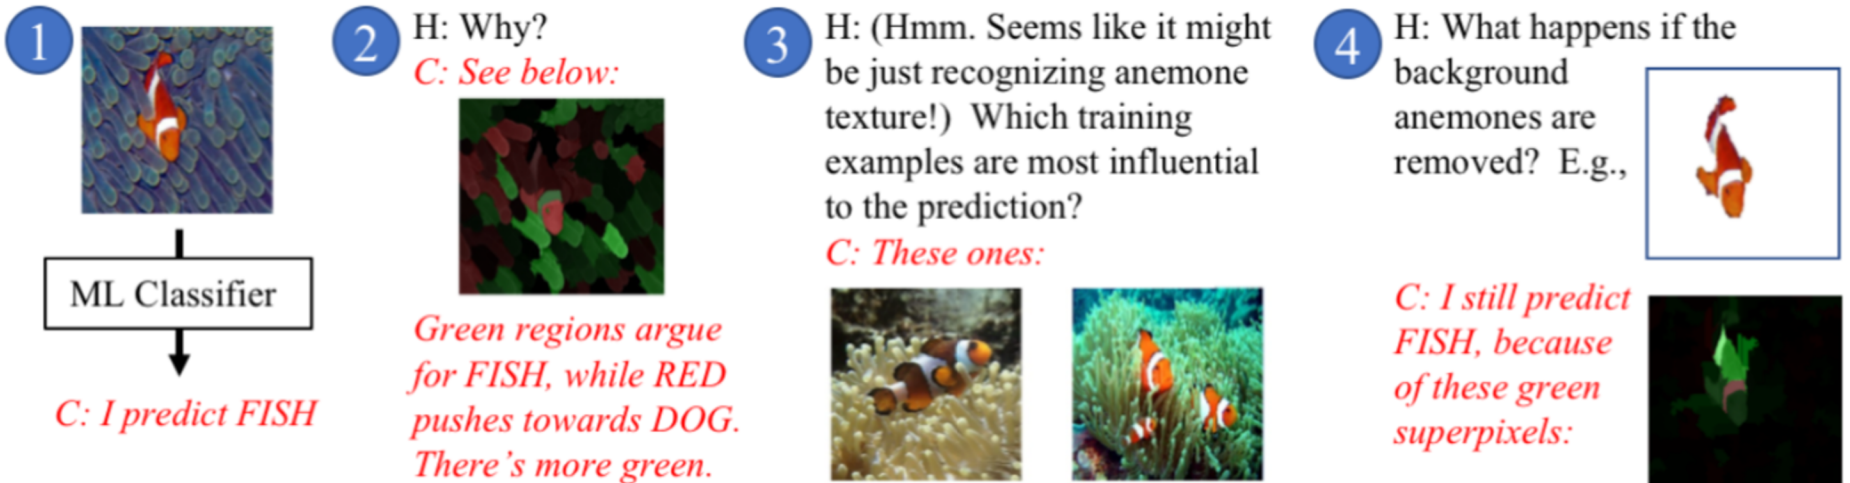 1
ML Classifier
C: I predict FISH
2
H: Why?
C: See below:
Green regions argue
for FISH, while RED
pushes towards DOG.
There's more green.
3
H: (Hmm. Seems like it might
be just recognizing anemone
texture!) Which training
examples are most influential
to the prediction?
C: These ones:
4
H: What happens if the
background
anemones are
removed? E.g.,
C: I still predict
FISH, because
of these green
superpixels: